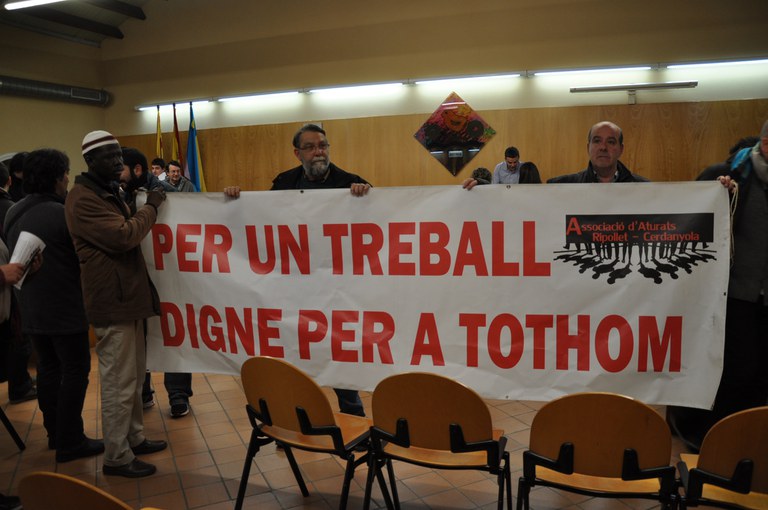 PER UN TREBALL
DIGNE PER A TOTHOM
Associació d'Aturats
Ripollet - Cerdanyola